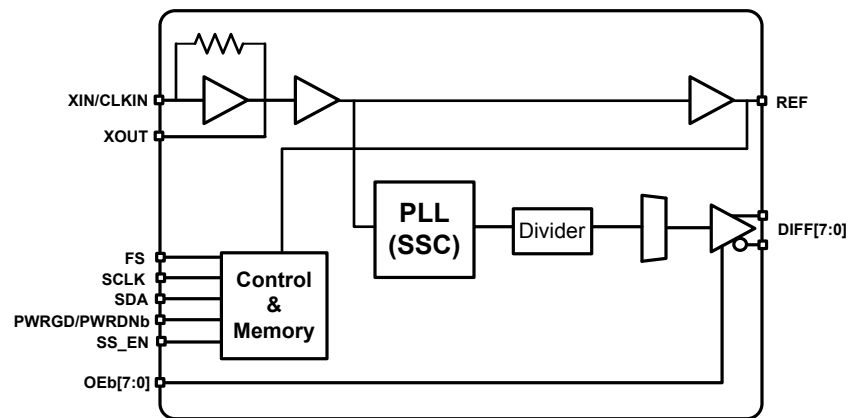 XIN/CLKIN
XOUT
REF
PLL
(SSC)
Divider
DIFF[7:0]
FS
SCLK
SDA
PWRGD/PWRDNb
SS_EN
Control
&
Memory
OEb[7:0]